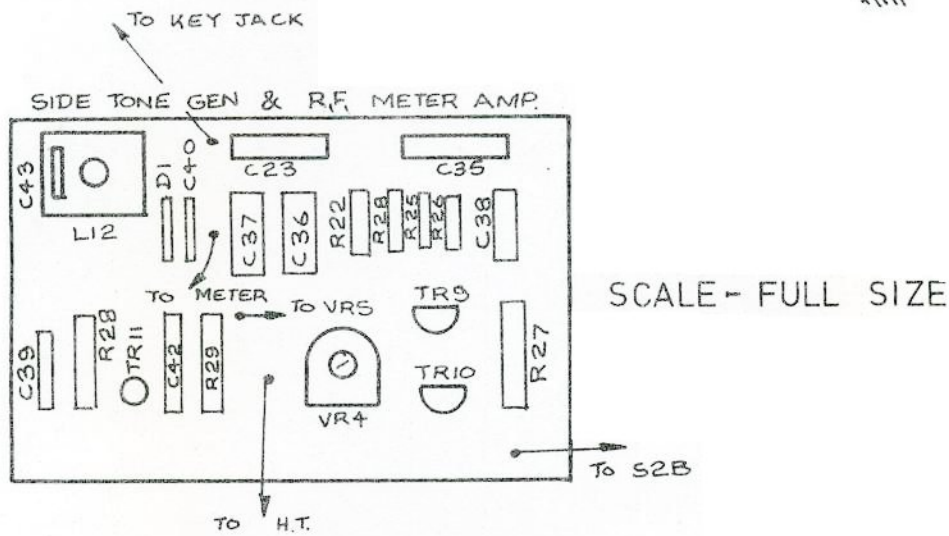 TO KEY JACK
SIDE TONE GEN & R.F. METER AMP.
C43
L12
D1
C40
C23
C35
C37
C36
R22
R28
R25
R26
C38
TO METER
TO VR5
TR9
SCALE - FULL SIZE
C39
R28
TR11
C42
R29
VR4
TR10
R27
TO S2B
TO H.T.